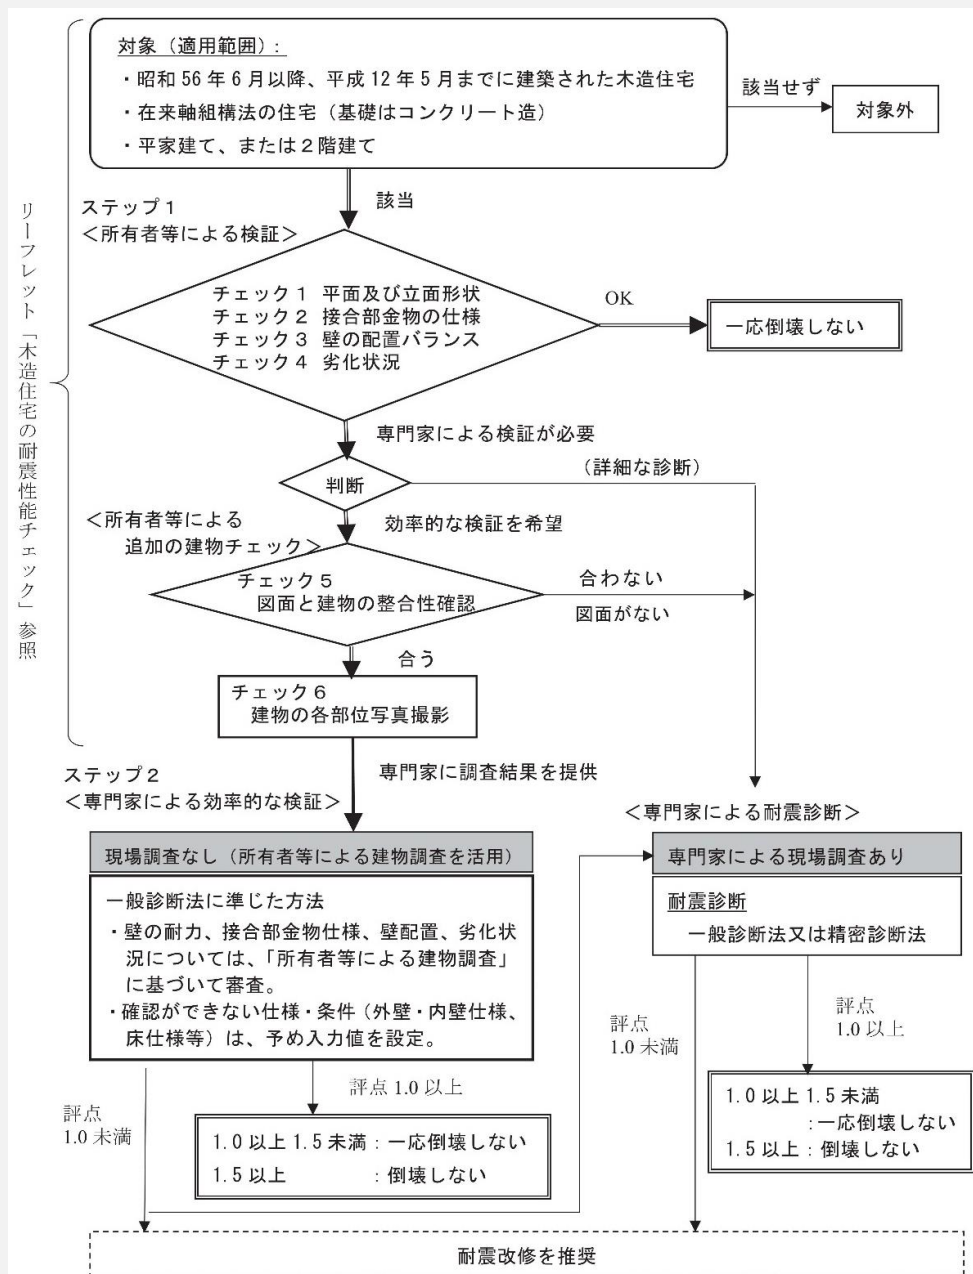 対象（適用範囲）：
・昭和56年6月以降、平成12年5月までに建築された木造住宅
・在来軸組構法の住宅（基礎はコンクリート造）
・平家建て、または２階建て
該当せず
対象外
該当
リーフレット「木造住宅の耐震性能チェック」参照
ステップ１
＜所有者等による検証＞
チェック１ 平面及び立面形状
チェック２ 接合部金物の仕様
チェック３ 壁の配置バランス
チェック４ 劣化状況
OK
一応倒壊しない
専門家による検証が必要
判断
（詳細な診断）
効率的な検証を希望
＜所有者等による
追加の建物チェック＞
チェック５
図面と建物の整合性確認
合わない
図面がない
合う
チェック６
建物の各部位写真撮影
専門家に調査結果を提供
ステップ２
＜専門家による効率的な検証＞
現場調査なし（所有者等による建物調査を活用）
一般診断法に準じた方法
・壁の耐力、接合部金物仕様、壁配置、劣化状
況については、「所有者等による建物調査」
に基づいて審査。
・確認ができない仕様・条件（外壁・内壁仕様、
床仕様等）は、予め入力値を設定。
＜専門家による耐震診断＞
専門家による現場調査あり
耐震診断
一般診断法又は精密診断法
評点
1.0 未満
評点 1.0 以上
1.0 以上 1.5 未満：一応倒壊しない
1.5 以上 ：倒壊しない
評点
1.0 未満
評点
1.0 以上
1.0 以上 1.5 未満
：一応倒壊しない
1.5 以上：倒壊しない
耐震改修を推奨